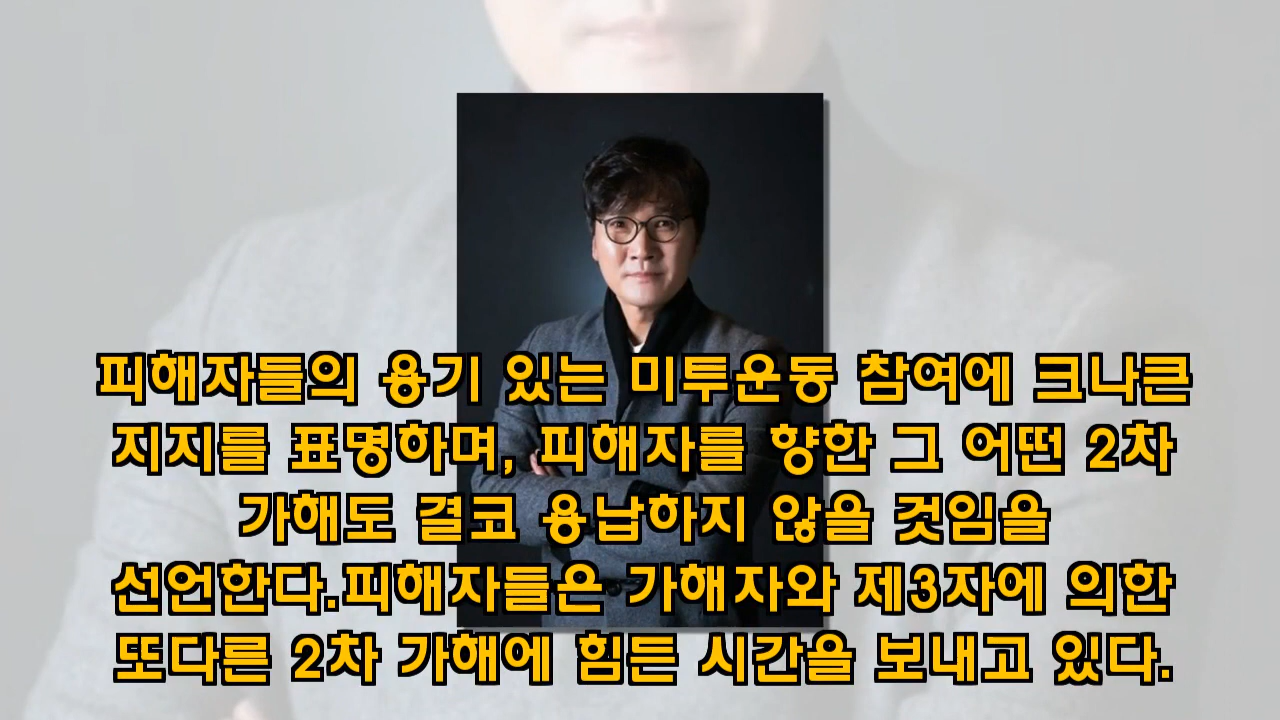 피해자들의 용기 있는 미투운동 참여에 크나큰
지지를 표명하며, 피해자를 향한 그 어떤 2차
가해도 결코 용납하지 않을 것임을
선언한다.피해자들은 가해자와 제3자에 의한
또다른 2차 가해에 힘든 시간을 보내고 있다.